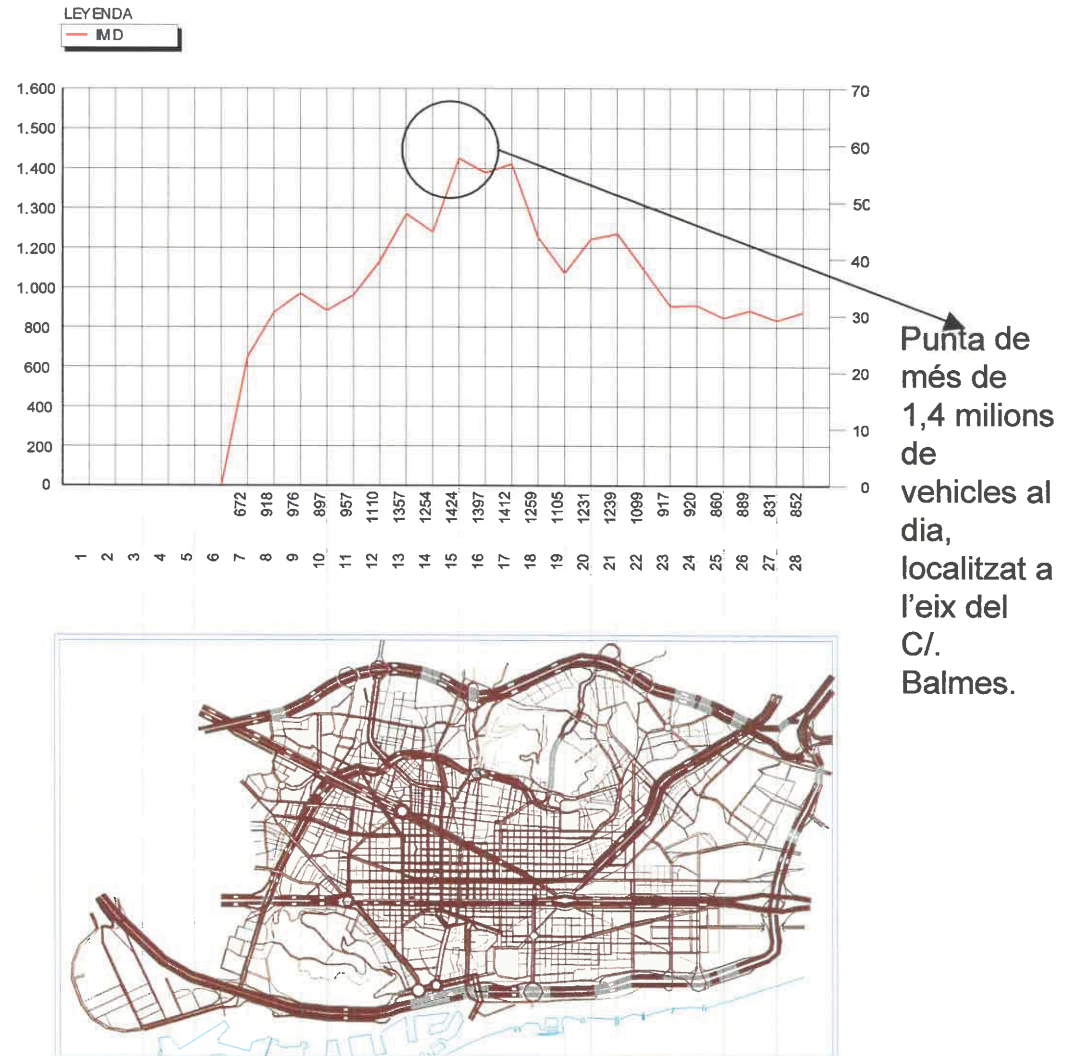 LEYENDA
IMD
1.600
1.500
1.400
1.300
1.200
1.000
800
600
400
200
0
70
60
50
40
30
20
10
0
672 918 976 897 957 1110 1357 1254 1424 1397 1412 1259 1105 1231 1239 1099 917 920 860 889 831 852
1 2 3 4 5 6 7 8 9 10 11 12 13 14 15 16 17 18 19 20 21 22 23 24 25 26 27 28
Punta de
més de
1,4 milions
de
vehicles al
dia,
localitzat a
l'eix del
C/.
Balmes.